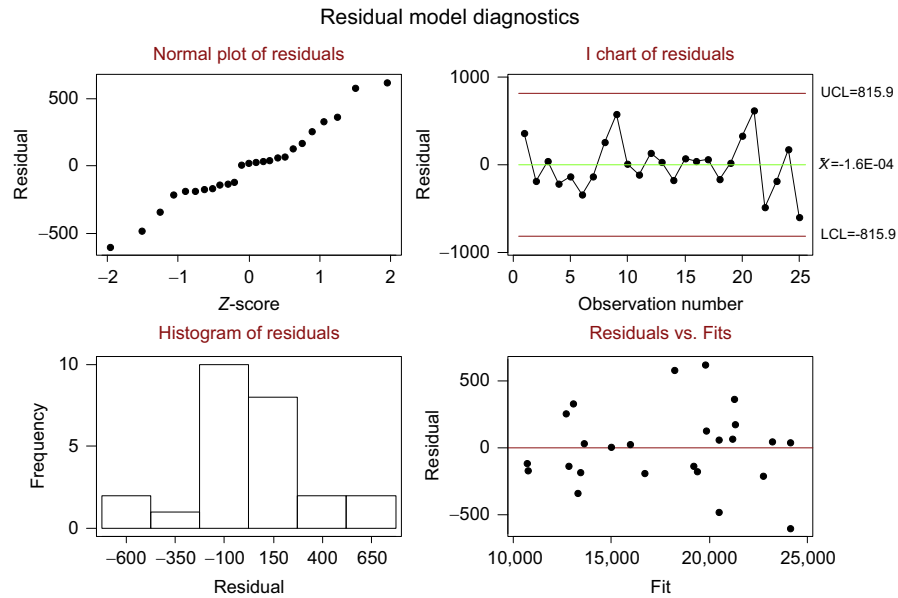 Residual model diagnostics
Normal plot of residuals
Residual
500
0
−500
−2 −1 0 1 2
Z-score
I chart of residuals
Residual
1000
0
−1000
UCL=815.9
X̄=-1.6E-04
LCL=-815.9
0 5 10 15 20 25
Observation number
Histogram of residuals
Frequency
10
5
0
−600 −350 −100 150 400 650
Residual
Residuals vs. Fits
Residual
500
0
−500
10,000 15,000 20,000 25,000
Fit